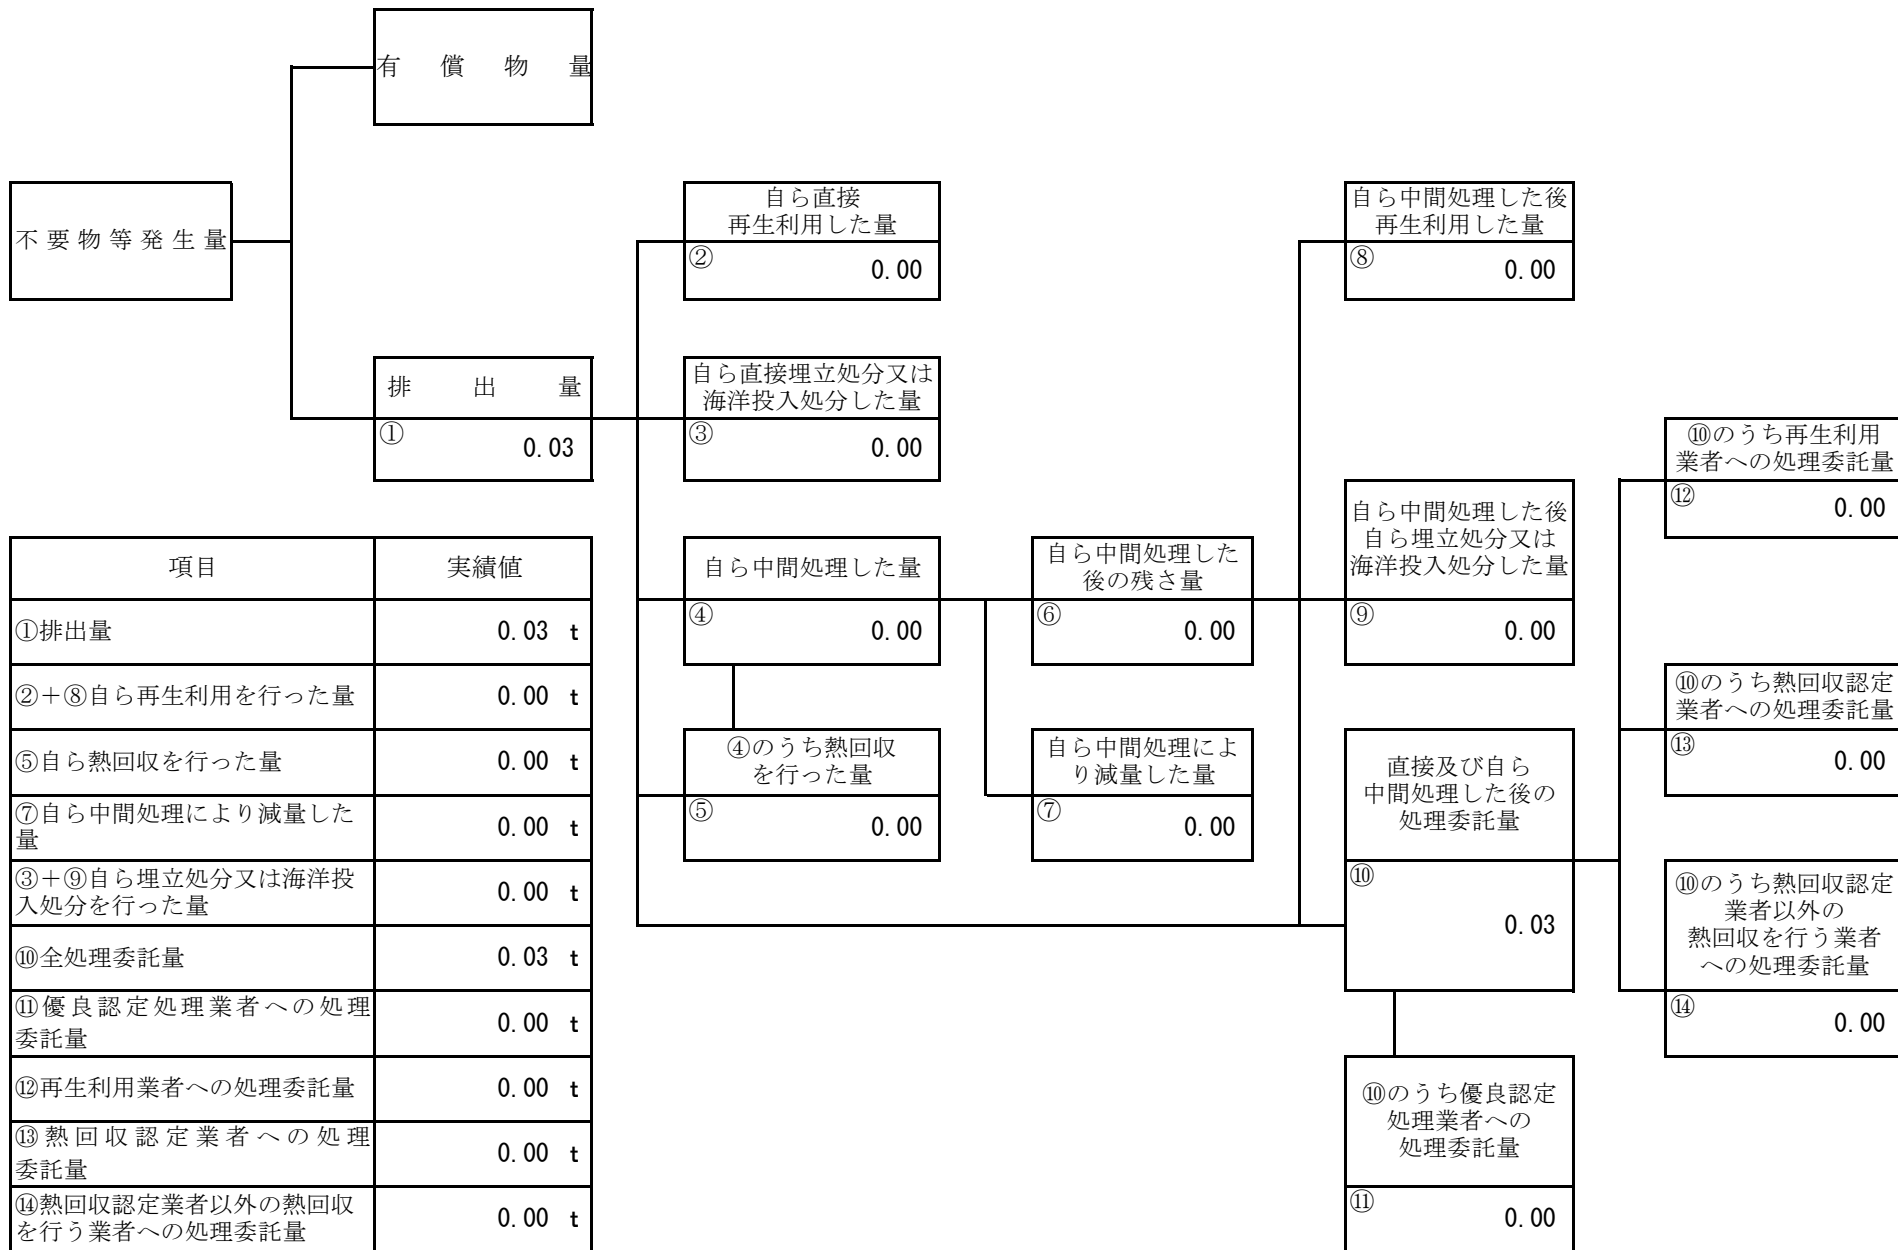 有償物量
不要物等発生量
排出量
① 0.03
自ら直接
再生利用した量
② 0.00
自ら直接埋立処分又は
海洋投入処分した量
③ 0.00
自ら中間処理した量
④ 0.00
④のうち熱回収
を行った量
⑤ 0.00
自ら中間処理した
後の残さ量
⑥ 0.00
自ら中間処理によ
り減量した量
⑦ 0.00
自ら中間処理した後
再生利用した量
⑧ 0.00
自ら中間処理した後
自ら埋立処分又は
海洋投入処分した量
⑨ 0.00
直接及び自ら
中間処理した後の
処理委託量
⑩
0.03
⑩のうち優良認定
処理業者への
処理委託量
⑪ 0.00
⑩のうち再生利用
業者への処理委託量
⑫ 0.00
⑩のうち熱回収認定
業者への処理委託量
⑬ 0.00
⑩のうち熱回収認定
業者以外の
熱回収を行う業者
への処理委託量
⑭ 0.00
項目 実績値
①排出量 0.03 t
②＋⑧自ら再生利用を行った量 0.00 t
⑤自ら熱回収を行った量 0.00 t
⑦自ら中間処理により減量した
量 0.00 t
③＋⑨自ら埋立処分又は海洋投
入処分を行った量 0.00 t
⑩全処理委託量 0.03 t
⑪優良認定処理業者への処理
委託量 0.00 t
⑫再生利用業者への処理委託量 0.00 t
⑬熱回収認定業者への処理
委託量 0.00 t
⑭熱回収認定業者以外の熱回収
を行う業者への処理委託量 0.00 t